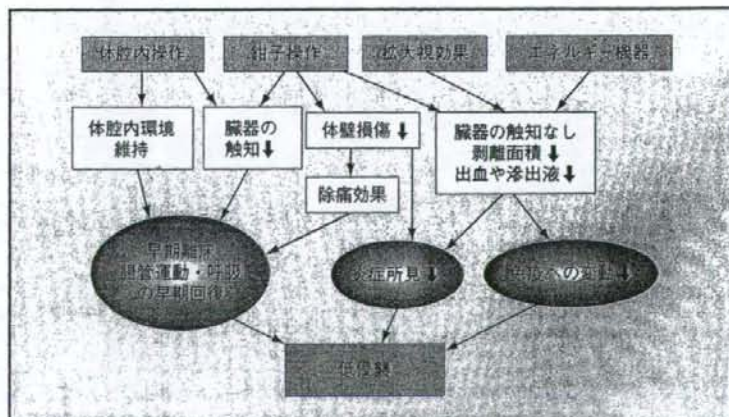 体腔内操作
鉗子操作
拡大視効果
エネルギー機器
体腔内環境
維持
臓器の
触知⬇
体壁損傷⬇
臓器の触知なし
剥離面積⬇
出血や滲出液⬇
除痛効果
早期離床
腸管運動・呼吸
の早期回復
炎症所見⬇
免疫への変動⬇
低侵襲